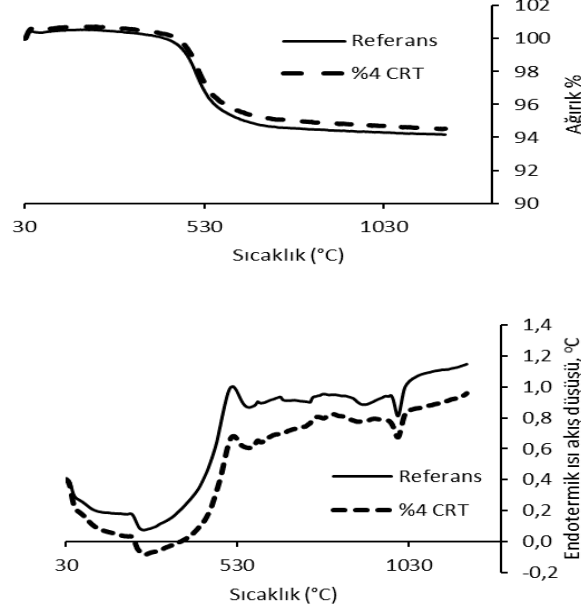 102
100
98
96
94
92
90
Ağırlık %
Referans
%4 CRT
30 530 1030
Sıcaklık (°C)
1,4
1,2
1,0
0,8
0,6
0,4
0,2
0,0
-0,2
Endotermik ısı akış düşüşü, ⁰C
Referans
%4 CRT
30 530 1030
Sıcaklık (°C)